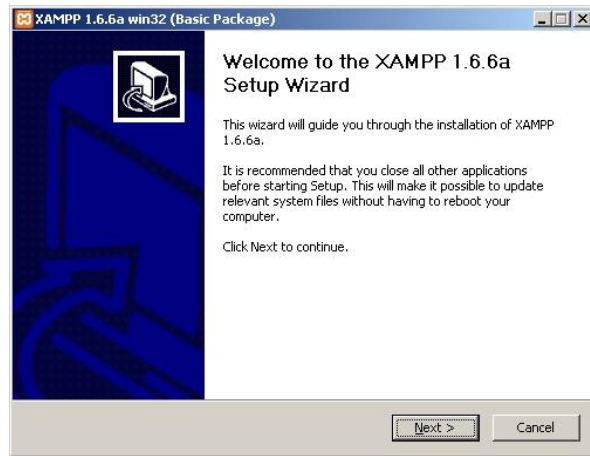 XAMPP 1.6.6a win32 (Basic Package)
Welcome to the XAMPP 1.6.6a
Setup Wizard
This wizard will guide you through the installation of XAMPP
1.6.6a.
It is recommended that you close all other applications
before starting Setup. This will make it possible to update
relevant system files without having to reboot your
computer.
Click Next to continue.
Next >
Cancel